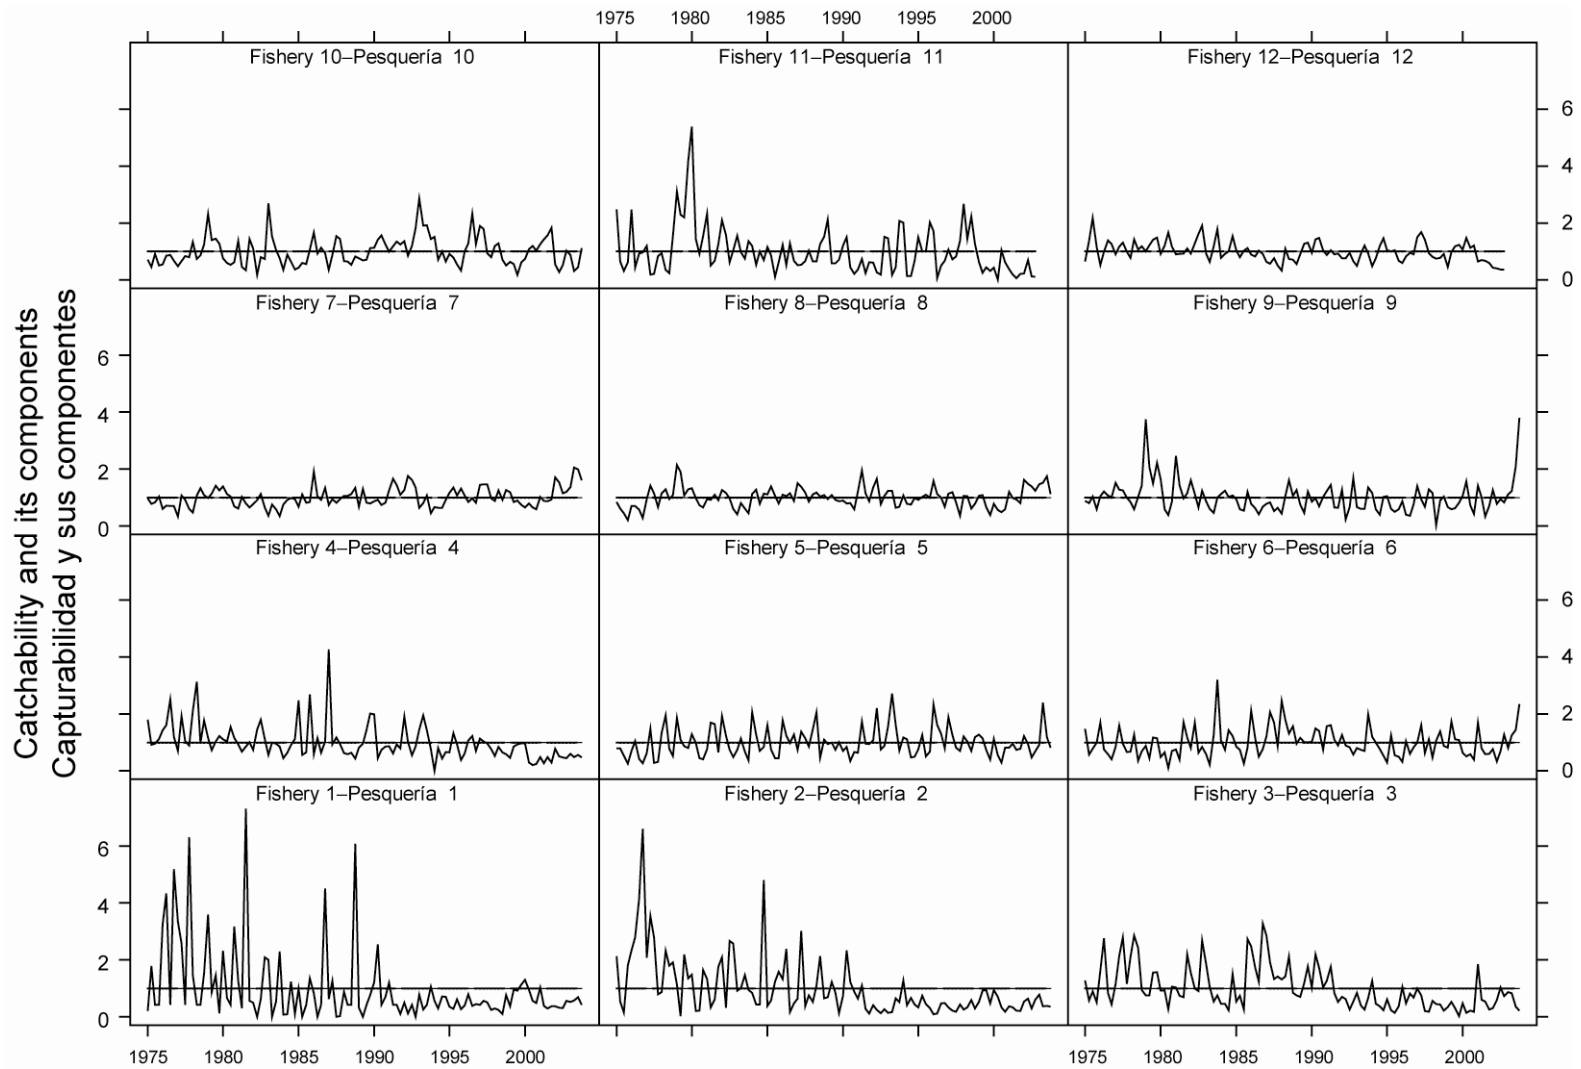 1975 1980 1985 1990 1995 2000
Fishery 10–Pesquería 10
Fishery 11–Pesquería 11
Fishery 12–Pesquería 12
6
4
2
0
Fishery 7–Pesquería 7
Fishery 8–Pesquería 8
Fishery 9–Pesquería 9
6
4
2
0
Catchability and its components
Capturabilidad y sus componentes
Fishery 4–Pesquería 4
Fishery 5–Pesquería 5
Fishery 6–Pesquería 6
6
4
2
0
Fishery 1–Pesquería 1
Fishery 2–Pesquería 2
Fishery 3–Pesquería 3
6
4
2
0
1975 1980 1985 1990 1995 2000
1975 1980 1985 1990 1995 2000